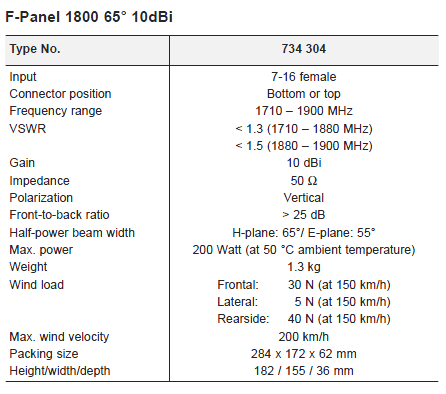 F-Panel 1800 65° 10dBi
Type No. 734 304
Input 7-16 female
Connector position Bottom or top
Frequency range 1710 – 1900 MHz
VSWR < 1.3 (1710 – 1880 MHz)
< 1.5 (1880 – 1900 MHz)
Gain 10 dBi
Impedance 50 Ω
Polarization Vertical
Front-to-back ratio > 25 dB
Half-power beam width H-plane: 65°/ E-plane: 55°
Max. power 200 Watt (at 50 °C ambient temperature)
Weight 1.3 kg
Wind load Frontal: 30 N (at 150 km/h)
Lateral: 5 N (at 150 km/h)
Rearside: 40 N (at 150 km/h)
Max. wind velocity 200 km/h
Packing size 284 x 172 x 62 mm
Height/width/depth 182 / 155 / 36 mm